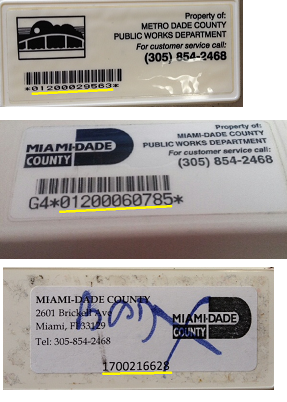 Property of:
METRO DADE COUNTY
PUBLIC WORKS DEPARTMENT
For customer service call:
(305) 854-2468
*01200029563*
Property of:
MIAMI-DADE COUNTY
PUBLIC WORKS DEPARTMENT
For customer service call:
(305) 854-2468
MIAMI-DADE
COUNTY
G4*01200060785*
MIAMI-DADE COUNTY
2601 Brickell Ave
Miami, Fl 33129
Tel: 305-854-2468
MIAMI-DADE
COUNTY
1700216628